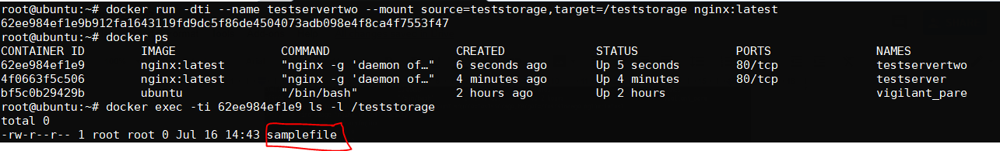 root@ubuntu:~# docker run -dti --name testservertwo --mount source=teststorage,target=/teststorage nginx:latest
62ee984ef1e9b912fa1643119fd9dc5f86de4504073adb098e4f8ca4f7553f47
root@ubuntu:~# docker ps
CONTAINER ID IMAGE COMMAND CREATED STATUS PORTS NAMES
62ee984ef1e9 nginx:latest "nginx -g 'daemon of…" 6 seconds ago Up 5 seconds 80/tcp testservertwo
4f0663f5c506 nginx:latest "nginx -g 'daemon of…" 4 minutes ago Up 4 minutes 80/tcp testserver
bf5c0b29429b ubuntu "/bin/bash" 2 hours ago Up 2 hours vigilant_pare
root@ubuntu:~# docker exec -ti 62ee984ef1e9 ls -l /teststorage
total 0
-rw-r--r-- 1 root root 0 Jul 16 14:43 samplefile